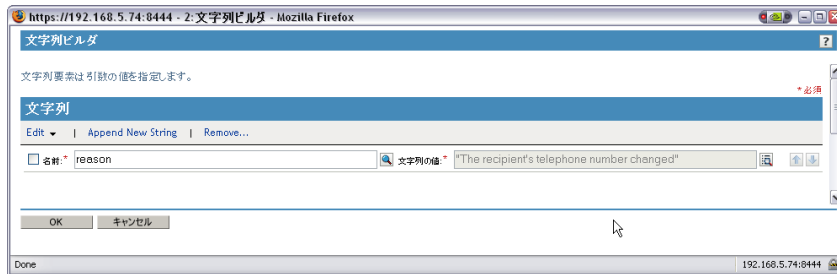 https://192.168.5.74:8444 - 2:文字列ビルダ - Mozilla Firefox
文字列ビルダ ?
文字列要素は引数の値を指定します。
*必須
文字列
Edit | Append New String | Remove...
名前:* reason 文字列の値:* "The recipient's telephone number changed"
OK キャンセル
Done 192.168.5.74:8444